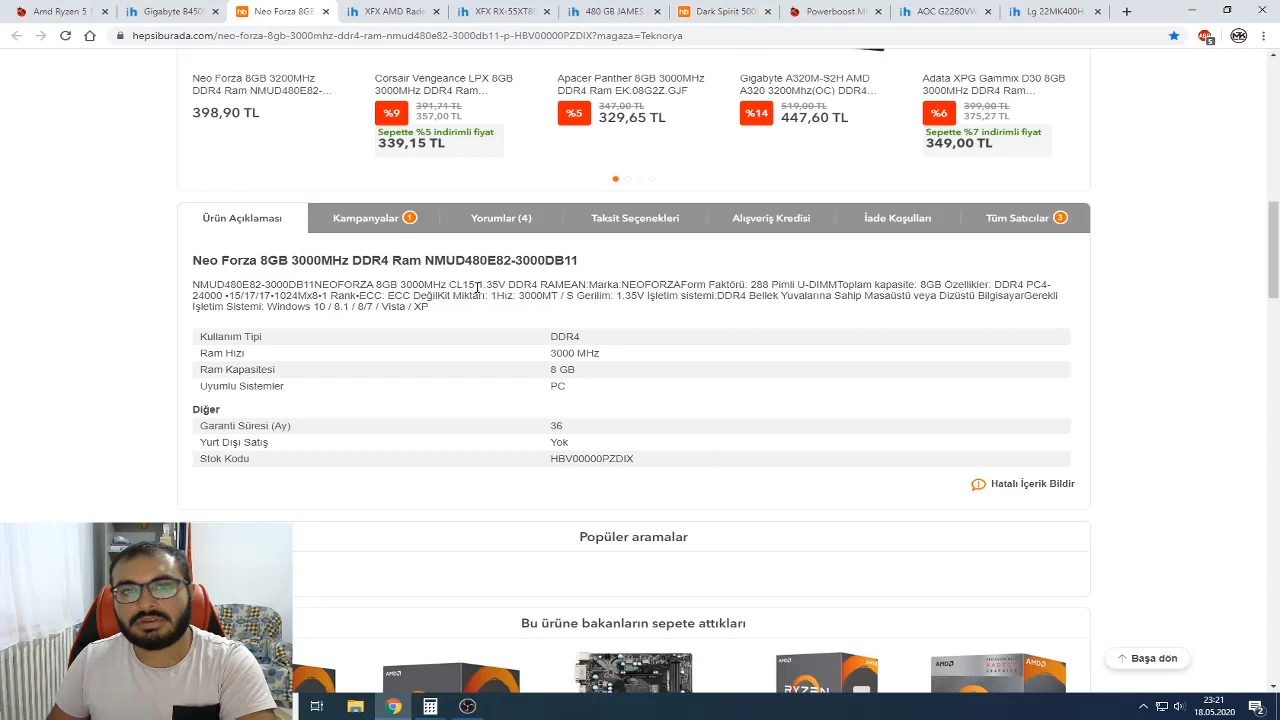 Amd Ryzen 5 1
Gigabyte B450
Neo Forza 8GB
XFX AMD Rade
XFX RX-55XT80
480 GB JAMES
Dark Spirit 500
Powerboost M
AOC G2260VW
Lg 22MK400H
hepsiburada.com/neo-forza-8gb-3000mhz-ddr4-ram-nmud480e82-3000db11-p-HBV00000PZDIX?magaza=Teknorya
5
Neo Forza 8GB 3200MHz
DDR4 Ram NMUD480E82-...
398,90 TL
Corsair Vengeance LPX 8GB
3000MHz DDR4 Ram...
%9
391,71 TL
357,00 TL
Sepette %5 indirimli fiyat
339,15 TL
Apacer Panther 8GB 3000MHz
DDR4 Ram EK.08G2Z.GJF
%5
347,00 TL
329,65 TL
Gigabyte A320M-S2H AMD
A320 3200Mhz(OC) DDR4...
%14
519,00 TL
447,60 TL
Adata XPG Gammix D30 8GB
3000MHz DDR4 Ram...
%6
399,00 TL
375,27 TL
Sepette %7 indirimli fiyat
349,00 TL
Ürün Açıklaması
Kampanyalar 1
Yorumlar (4)
Taksit Seçenekleri
Alışveriş Kredisi
İade Koşulları
Tüm Satıcılar 3
Neo Forza 8GB 3000MHz DDR4 Ram NMUD480E82-3000DB11
NMUD480E82-3000DB11NEOFORZA 8GB 3000MHz CL15 1.35V DDR4 RAMEAN:Marka:NEOFORZAForm Faktörü: 288 Pimli U-DIMMToplam kapasite: 8GB Özellikler: DDR4 PC4-
24000 •15/17/17•1024Mx8•1 Rank•ECC: ECC DeğilKit Miktarı: 1Hız: 3000MT / S Gerilim: 1.35V İşletim sistemi:DDR4 Bellek Yuvalarına Sahip Masaüstü veya Dizüstü BilgisayarGerekli
İşletim Sistemi: Windows 10 / 8.1 / 8/7 / Vista / XP
Kullanım Tipi DDR4
Ram Hızı 3000 MHz
Ram Kapasitesi 8 GB
Uyumlu Sistemler PC
Diğer
Garanti Süresi (Ay) 36
Yurt Dışı Satış Yok
Stok Kodu HBV00000PZDIX
Hatalı İçerik Bildir
Popüler aramalar
Bu ürüne bakanların sepete attıkları
AMD
AMD
RYZEN
AMD
Başa dön
23:21
18.05.2020
2